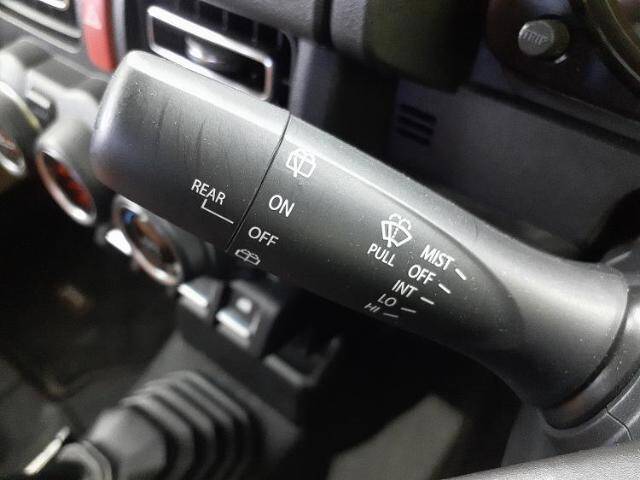 TRIP
REAR
ON
OFF
PULL
MIST
OFF
INT
LO
HI